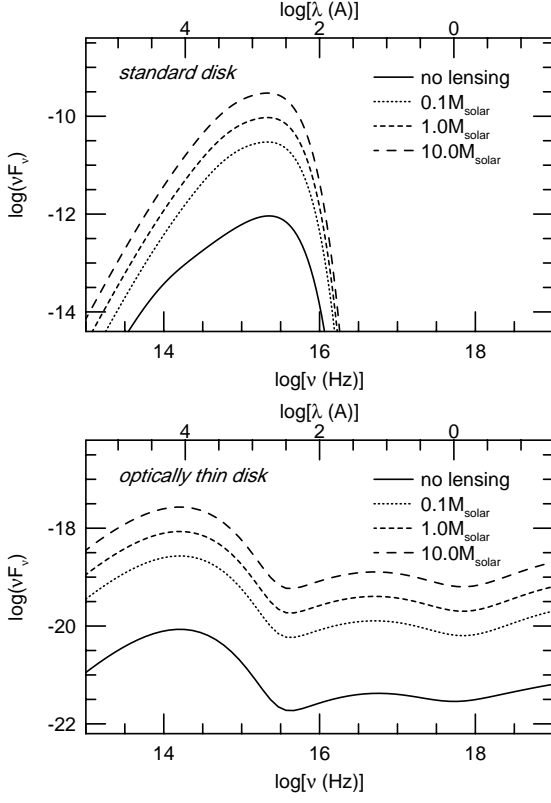 log[λ (A)]
4 2 0
standard disk
no lensing
0.1M_solar
1.0M_solar
10.0M_solar
log(νF_ν)
-10
-12
-14
14 16 18
log[ν (Hz)]
log[λ (A)]
4 2 0
optically thin disk
no lensing
0.1M_solar
1.0M_solar
10.0M_solar
log(νF_ν)
-18
-20
-22
14 16 18
log[ν (Hz)]